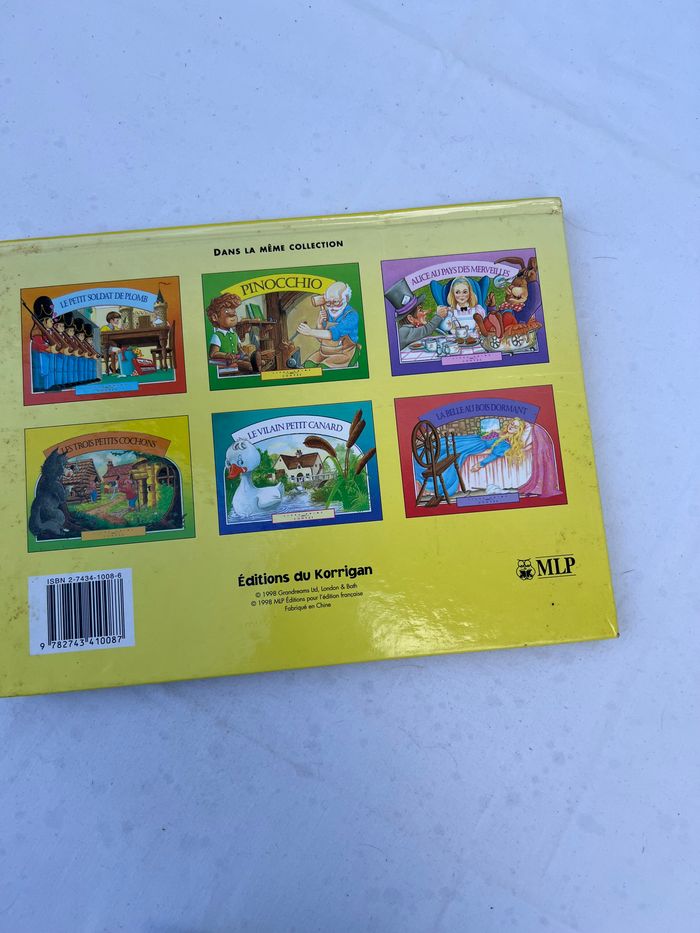 DANS LA MÊME COLLECTION
LE PETIT SOLDAT DE PLOMB
PINOCCHIO
ALICE AU PAYS DES MERVEILLES
LES TROIS PETITS COCHONS
LE VILAIN PETIT CANARD
LA BELLE AU BOIS DORMANT
ISBN 2-7434-1008-6
9 782743 410087
Éditions du Korrigan
© 1998 Grandreams Ltd, London & Bath
© 1998 MLP Éditions pour l'édition française
Fabriqué en Chine
MLP